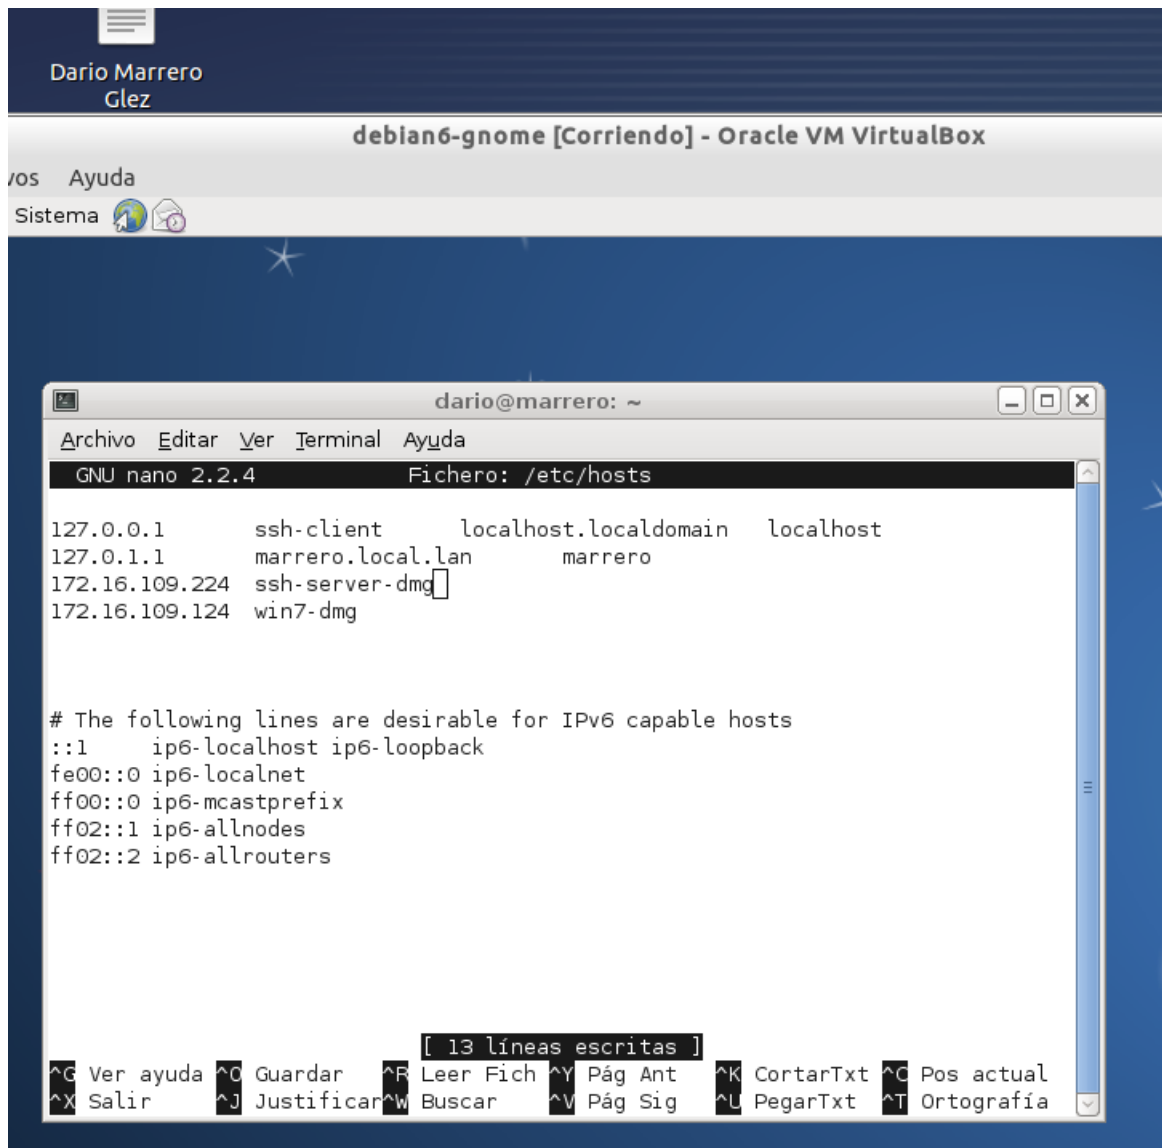 Dario Marrero
Glez
debian6-gnome [Corriendo] - Oracle VM VirtualBox
vos Ayuda
Sistema
dario@marrero: ~
Archivo Editar Ver Terminal Ayuda
GNU nano 2.2.4 Fichero: /etc/hosts
127.0.0.1 ssh-client localhost.localdomain localhost
127.0.1.1 marrero.local.lan marrero
172.16.109.224 ssh-server-dmg
172.16.109.124 win7-dmg
# The following lines are desirable for IPv6 capable hosts
::1 ip6-localhost ip6-loopback
fe00::0 ip6-localnet
ff00::0 ip6-mcastprefix
ff02::1 ip6-allnodes
ff02::2 ip6-allrouters
[ 13 líneas escritas ]
^G Ver ayuda ^O Guardar ^R Leer Fich ^Y Pág Ant ^K CortarTxt ^C Pos actual
^X Salir ^J Justificar ^W Buscar ^V Pág Sig ^U PegarTxt ^T Ortografía